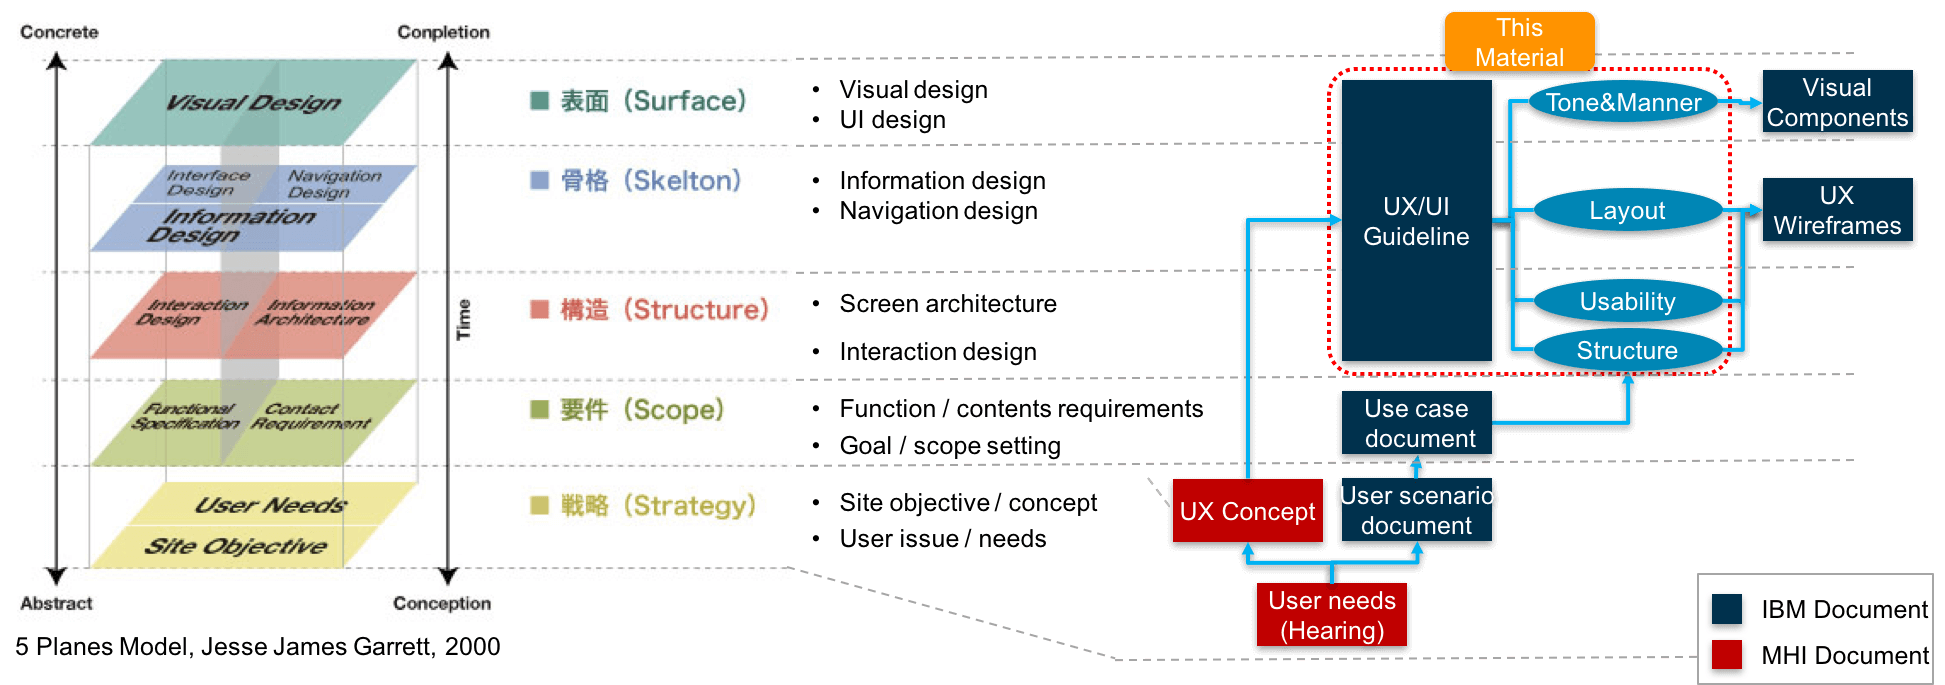 Concrete
Conpletion
Visual Design
Interface
Design
Navigation
Design
Information
Design
Interaction
Design
Information
Architecture
Functional
Specification
Contact
Requirement
User Needs
Site Objective
Time
Abstract
Conception
5 Planes Model, Jesse James Garrett, 2000
表面（Surface）
骨格（Skelton）
構造（Structure）
要件（Scope）
戦略（Strategy）
• Visual design
• UI design
• Information design
• Navigation design
• Screen architecture
• Interaction design
• Function / contents requirements
• Goal / scope setting
• Site objective / concept
• User issue / needs
This
Material
UX/UI
Guideline
Tone&Manner
Layout
Usability
Structure
Visual
Components
UX
Wireframes
Use case
document
User scenario
document
UX Concept
User needs
(Hearing)
IBM Document
MHI Document